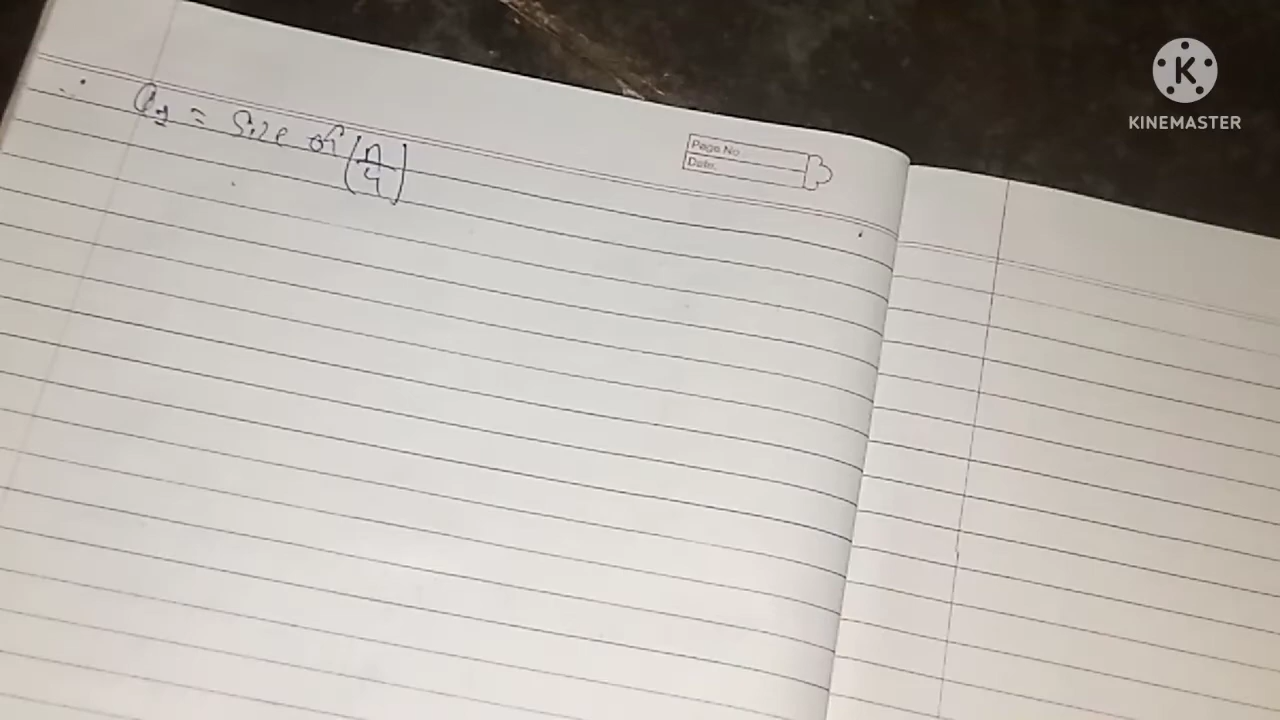 ∵ Q₁ = Size of (n/4)
Page No
Date:
KINEMASTER